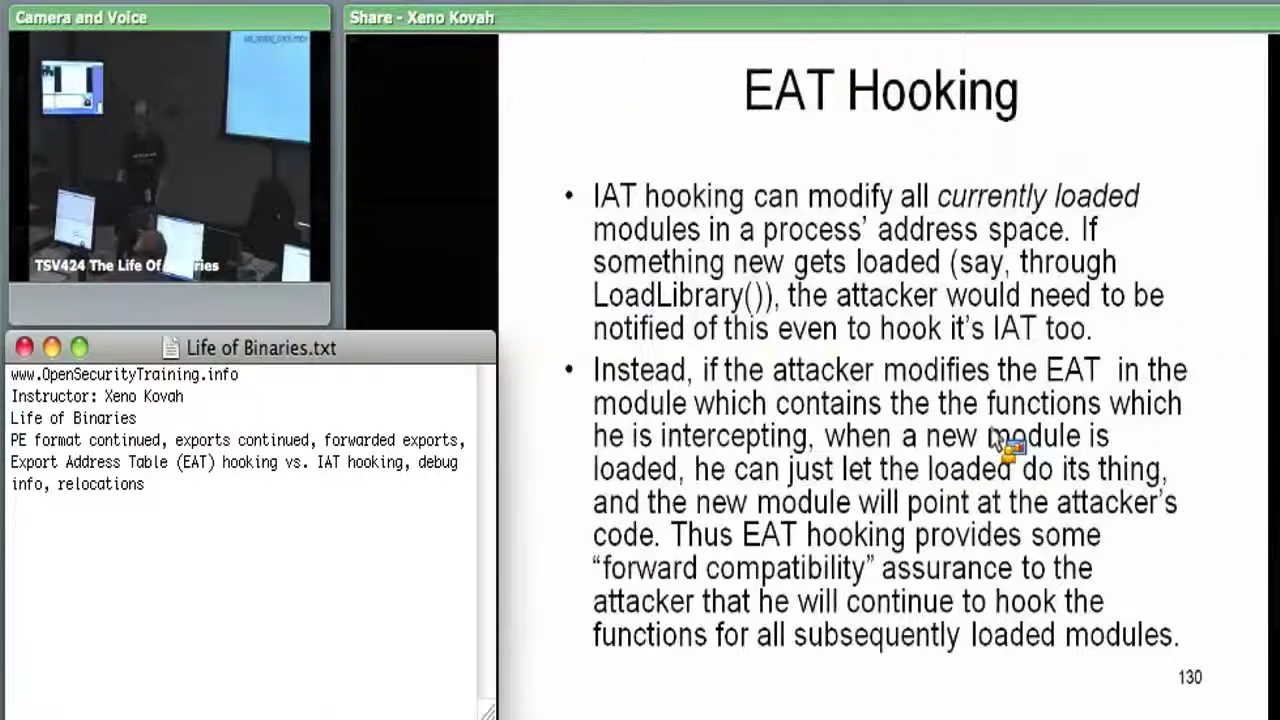 Camera and Voice
Share - Xeno Kovah
TSV424 The Life Of
ries
Life of Binaries.txt
www.OpenSecurityTraining.info
Instructor: Xeno Kovah
Life of Binaries
PE format continued, exports continued, forwarded exports,
Export Address Table (EAT) hooking vs. IAT hooking, debug
info, relocations
EAT Hooking
• IAT hooking can modify all currently loaded
modules in a process’ address space. If
something new gets loaded (say, through
LoadLibrary()), the attacker would need to be
notified of this even to hook it’s IAT too.
• Instead, if the attacker modifies the EAT in the
module which contains the the functions which
he is intercepting, when a new module is
loaded, he can just let the loaded do its thing,
and the new module will point at the attacker’s
code. Thus EAT hooking provides some
“forward compatibility” assurance to the
attacker that he will continue to hook the
functions for all subsequently loaded modules.
130